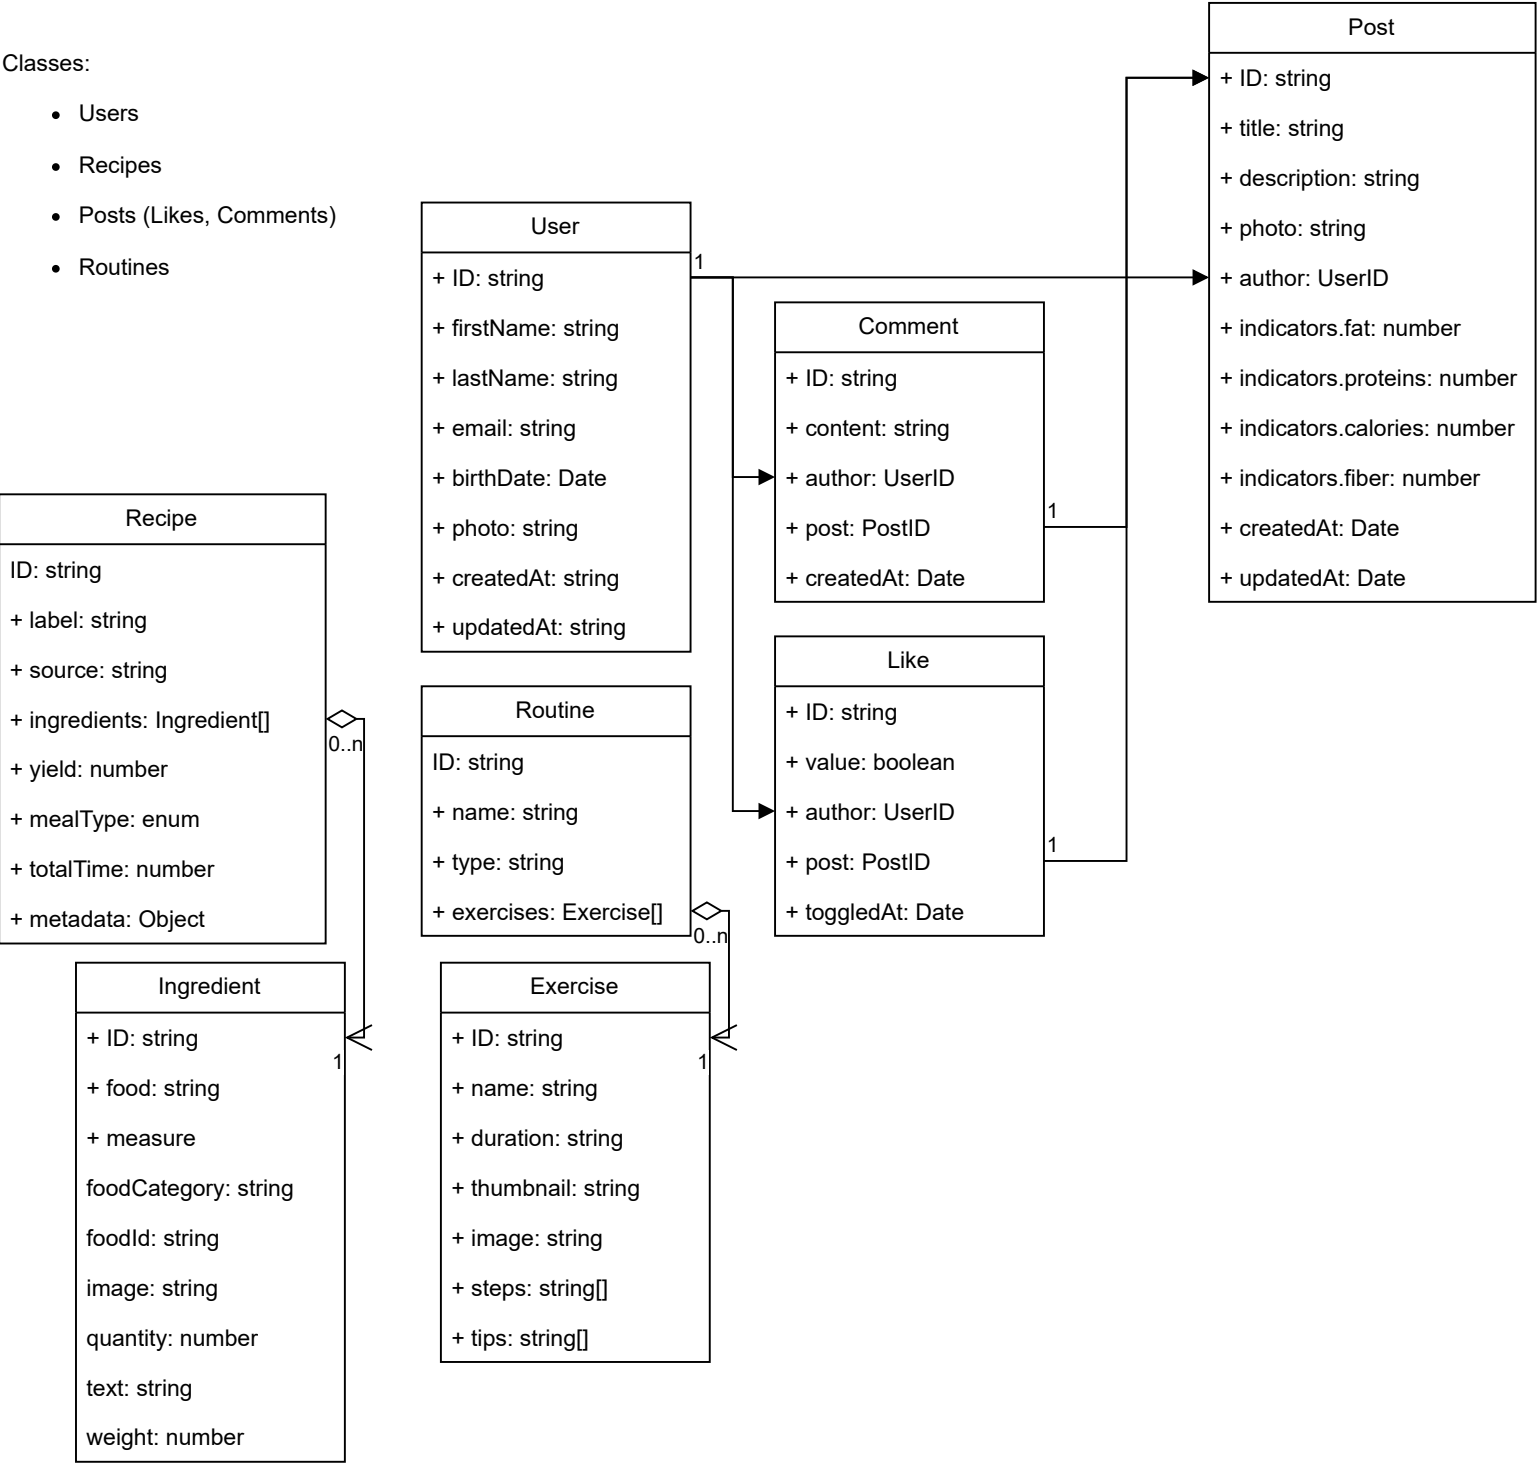 Classes:
Users
Recipes
Posts (Likes, Comments)
Routines
User
+ ID: string
+ firstName: string
+ lastName: string
+ email: string
+ birthDate: Date
+ photo: string
+ createdAt: string
+ updatedAt: string
1
Comment
+ ID: string
+ content: string
+ author: UserID
+ post: PostID
+ createdAt: Date
1
Post
+ ID: string
+ title: string
+ description: string
+ photo: string
+ author: UserID
+ indicators.fat: number
+ indicators.proteins: number
+ indicators.calories: number
+ indicators.fiber: number
+ createdAt: Date
+ updatedAt: Date
Recipe
ID: string
+ label: string
+ source: string
+ ingredients: Ingredient[]
+ yield: number
+ mealType: enum
+ totalTime: number
+ metadata: Object
0..n
Routine
ID: string
+ name: string
+ type: string
+ exercises: Exercise[]
0..n
Like
+ ID: string
+ value: boolean
+ author: UserID
+ post: PostID
+ toggledAt: Date
1
Ingredient
+ ID: string
+ food: string
+ measure
foodCategory: string
foodId: string
image: string
quantity: number
text: string
weight: number
1
Exercise
+ ID: string
+ name: string
+ duration: string
+ thumbnail: string
+ image: string
+ steps: string[]
+ tips: string[]
1